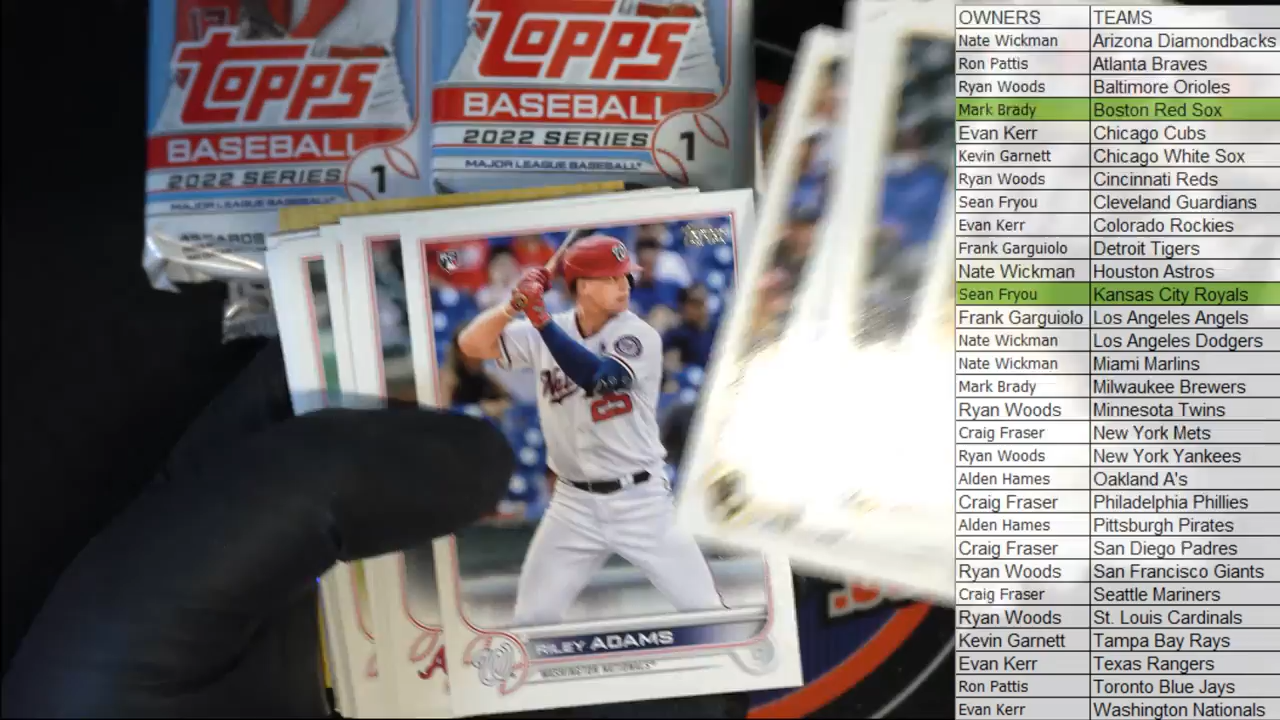 17
TOPPS
BASEBALL
2022 SERIES
1
MAJOR LEAGUE BASEBALL
CARDS
TOPPS
BASEBALL
2022 SERIES
1
MAJOR LEAGUE BASEBALL
RC
25
RILEY ADAMS
WASHINGTON NATIONALS
OWNERS TEAMS
Nate Wickman Arizona Diamondbacks
Ron Pattis Atlanta Braves
Ryan Woods Baltimore Orioles
Mark Brady Boston Red Sox
Evan Kerr Chicago Cubs
Kevin Garnett Chicago White Sox
Ryan Woods Cincinnati Reds
Sean Fryou Cleveland Guardians
Evan Kerr Colorado Rockies
Frank Garguiolo Detroit Tigers
Nate Wickman Houston Astros
Sean Fryou Kansas City Royals
Frank Garguiolo Los Angeles Angels
Nate Wickman Los Angeles Dodgers
Nate Wickman Miami Marlins
Mark Brady Milwaukee Brewers
Ryan Woods Minnesota Twins
Craig Fraser New York Mets
Ryan Woods New York Yankees
Alden Hames Oakland A's
Craig Fraser Philadelphia Phillies
Alden Hames Pittsburgh Pirates
Craig Fraser San Diego Padres
Ryan Woods San Francisco Giants
Craig Fraser Seattle Mariners
Ryan Woods St. Louis Cardinals
Kevin Garnett Tampa Bay Rays
Evan Kerr Texas Rangers
Ron Pattis Toronto Blue Jays
Evan Kerr Washington Nationals